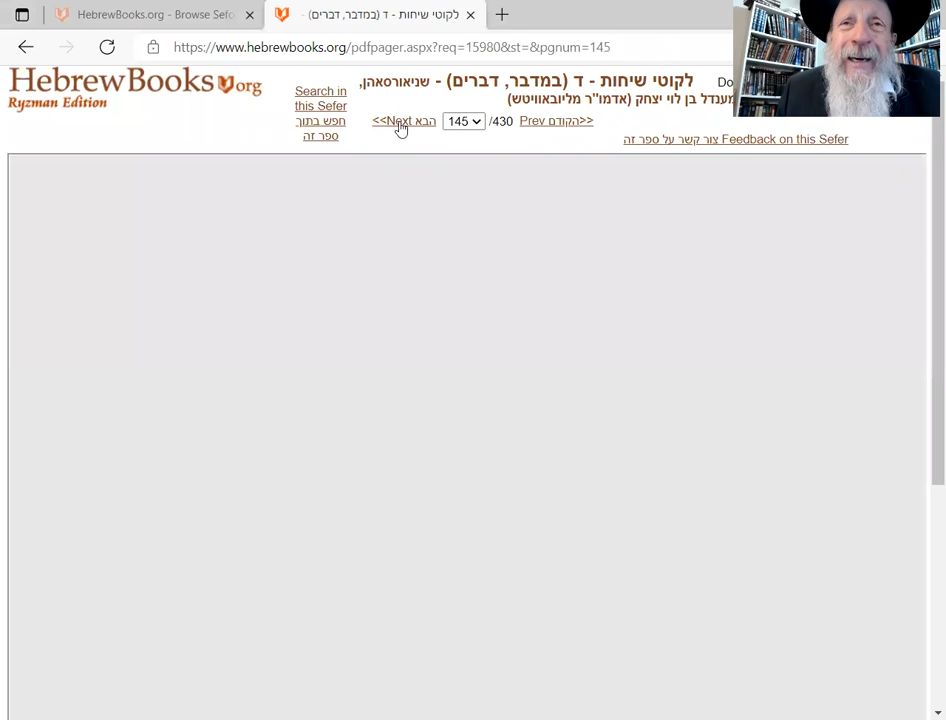 HebrewBooks.org - Browse Sefo
לקוטי שיחות - ד (במדבר, דברים) -
https://www.hebrewbooks.org/pdfpager.aspx?req=15980&st=&pgnum=145
HebrewBooks.org
Ryzman Edition
Search in
this Sefer
חפש בתוך
ספר זה
לקוטי שיחות - ד (במדבר, דברים) - שניאורסאהן,
מענדל בן לוי יצחק (אדמו"ר מליובאוויטש)
Do
<<Next הבא 145 /430 Prev הקודם>>
צור קשר על ספר זה Feedback on this Sefer